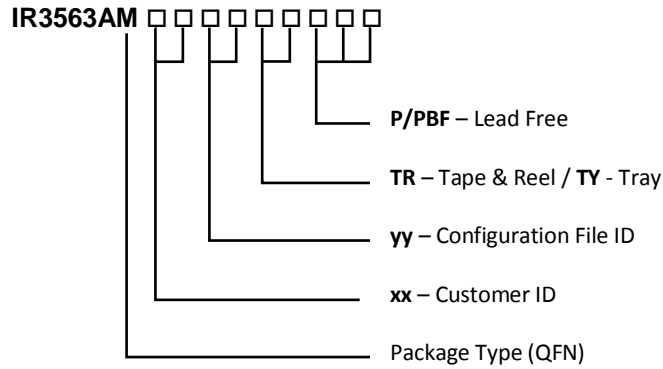 IR3563AM □ □ □ □ □ □ □ □ □
P/PBF – Lead Free
TR – Tape & Reel / TY - Tray
yy – Configuration File ID
xx – Customer ID
Package Type (QFN)